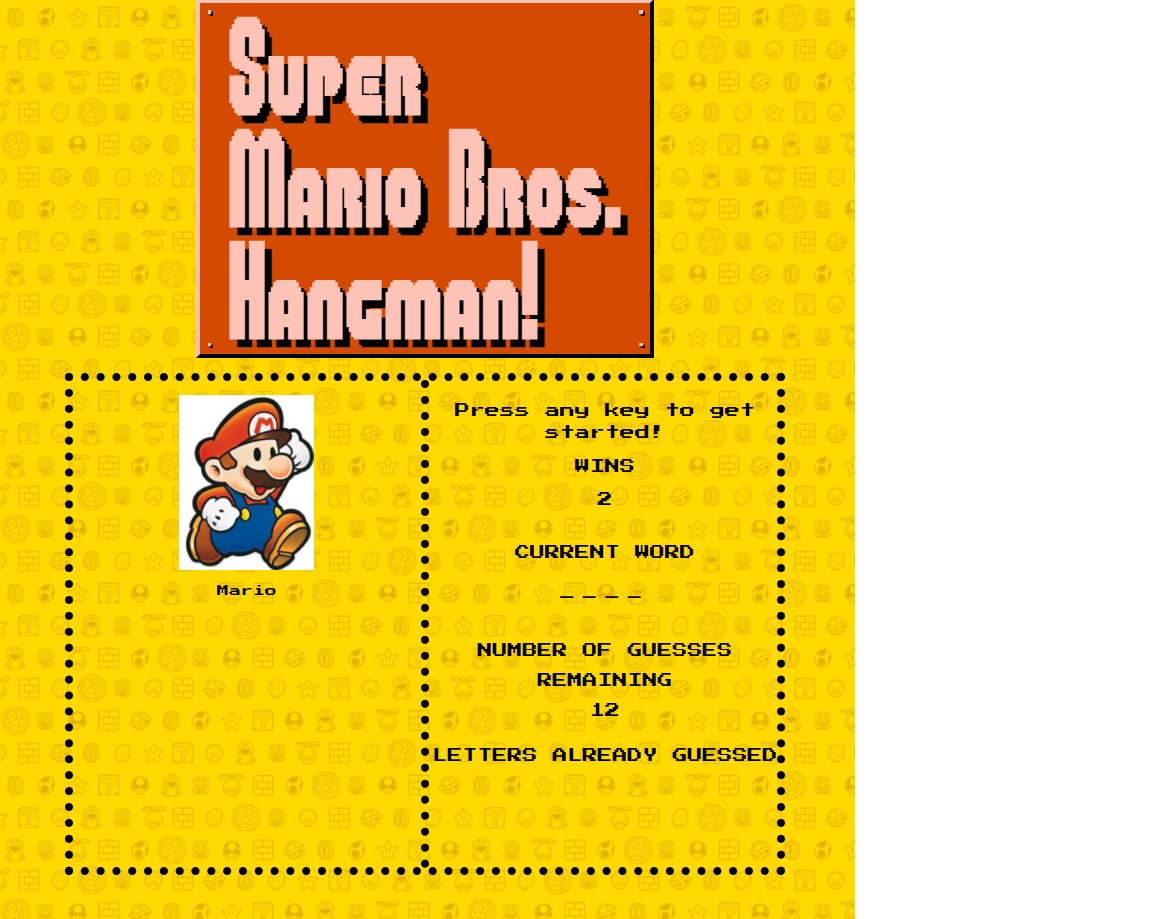 Super
Mario Bros.
Hangman!
M
Mario
Press any key to get
started!
WINS
2
CURRENT WORD
_ _ _ _
NUMBER OF GUESSES
REMAINING
12
LETTERS ALREADY GUESSED